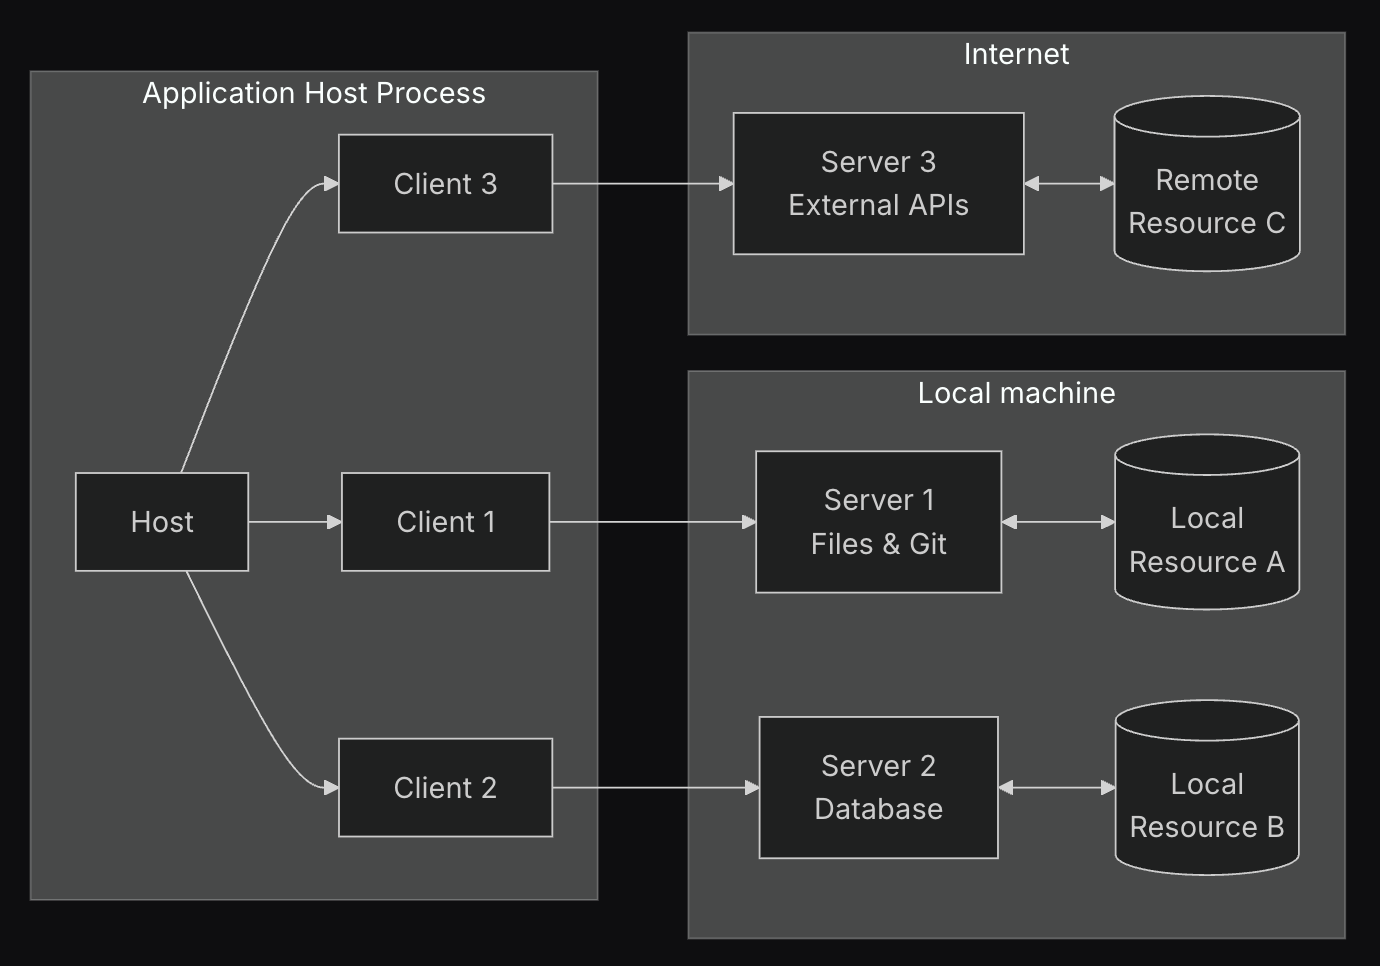 Application Host Process
Client 3
Host
Client 1
Client 2
Internet
Server 3
External APIs
Remote
Resource C
Local machine
Server 1
Files & Git
Local
Resource A
Server 2
Database
Local
Resource B